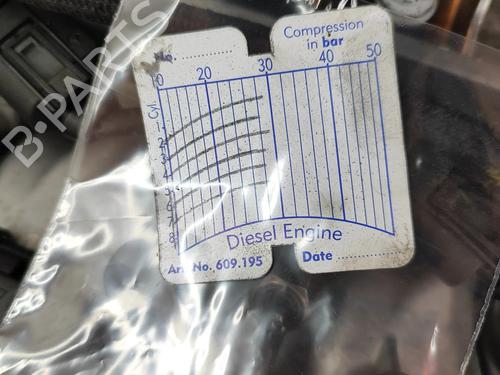 No. ................
Compression
in bar
10 20 30 40 50
Cyl.
1
2
3
4
5
6
7
8
Diesel Engine
Art. No. 609.195
Date ................
B-PARTS